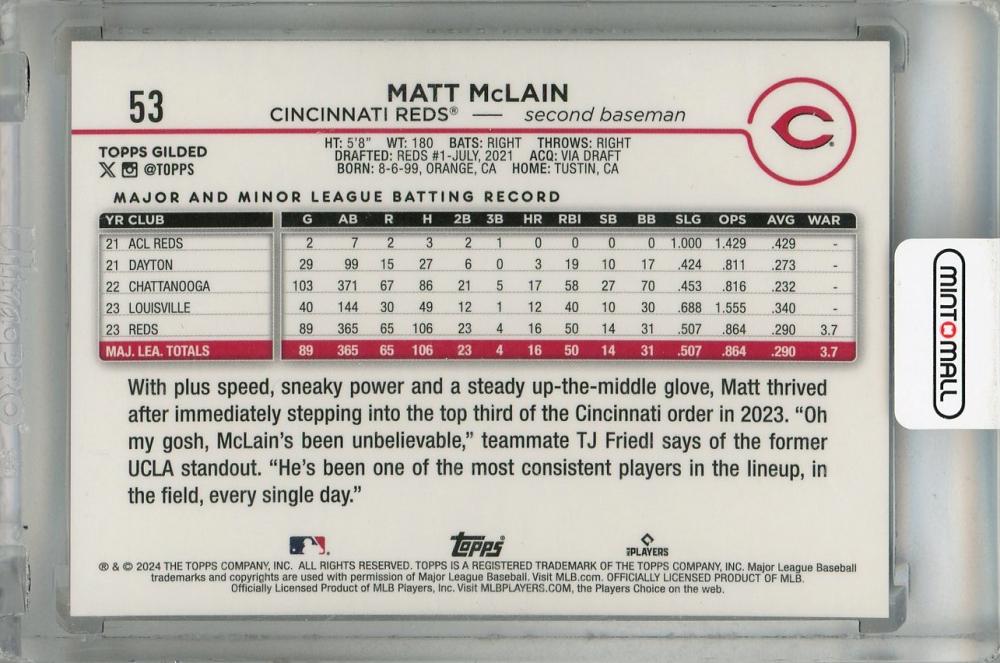 53
MATT McLAIN
CINCINNATI REDS® — second baseman
C
TOPPS GILDED
X @TOPPS
HT: 5'8" WT: 180 BATS: RIGHT THROWS: RIGHT
DRAFTED: REDS #1-JULY, 2021 ACQ: VIA DRAFT
BORN: 8-6-99, ORANGE, CA HOME: TUSTIN, CA
MAJOR AND MINOR LEAGUE BATTING RECORD
YR CLUB G AB R H 2B 3B HR RBI SB BB SLG OPS AVG WAR
21 ACL REDS 2 7 2 3 2 1 0 0 0 0 1.000 1.429 .429 -
21 DAYTON 29 99 15 27 6 0 3 19 10 17 .424 .811 .273 -
22 CHATTANOOGA 103 371 67 86 21 5 17 58 27 70 .453 .816 .232 -
23 LOUISVILLE 40 144 30 49 12 1 12 40 10 30 .688 1.555 .340 -
23 REDS 89 365 65 106 23 4 16 50 14 31 .507 .864 .290 3.7
MAJ. LEA. TOTALS 89 365 65 106 23 4 16 50 14 31 .507 .864 .290 3.7
With plus speed, sneaky power and a steady up-the-middle glove, Matt thrived
after immediately stepping into the top third of the Cincinnati order in 2023. “Oh
my gosh, McLain’s been unbelievable,” teammate TJ Friedl says of the former
UCLA standout. “He’s been one of the most consistent players in the lineup, in
the field, every single day.”
Topps
MLB PLAYERS
® & © 2024 THE TOPPS COMPANY, INC. ALL RIGHTS RESERVED. TOPPS IS A REGISTERED TRADEMARK OF THE TOPPS COMPANY, INC. Major League Baseball
trademarks and copyrights are used with permission of Major League Baseball. Visit MLB.com. OFFICIALLY LICENSED PRODUCT OF MLB.
Officially Licensed Product of MLB Players, Inc. Visit MLBPLAYERS.COM, the Players Choice on the web.
MINTOMALL